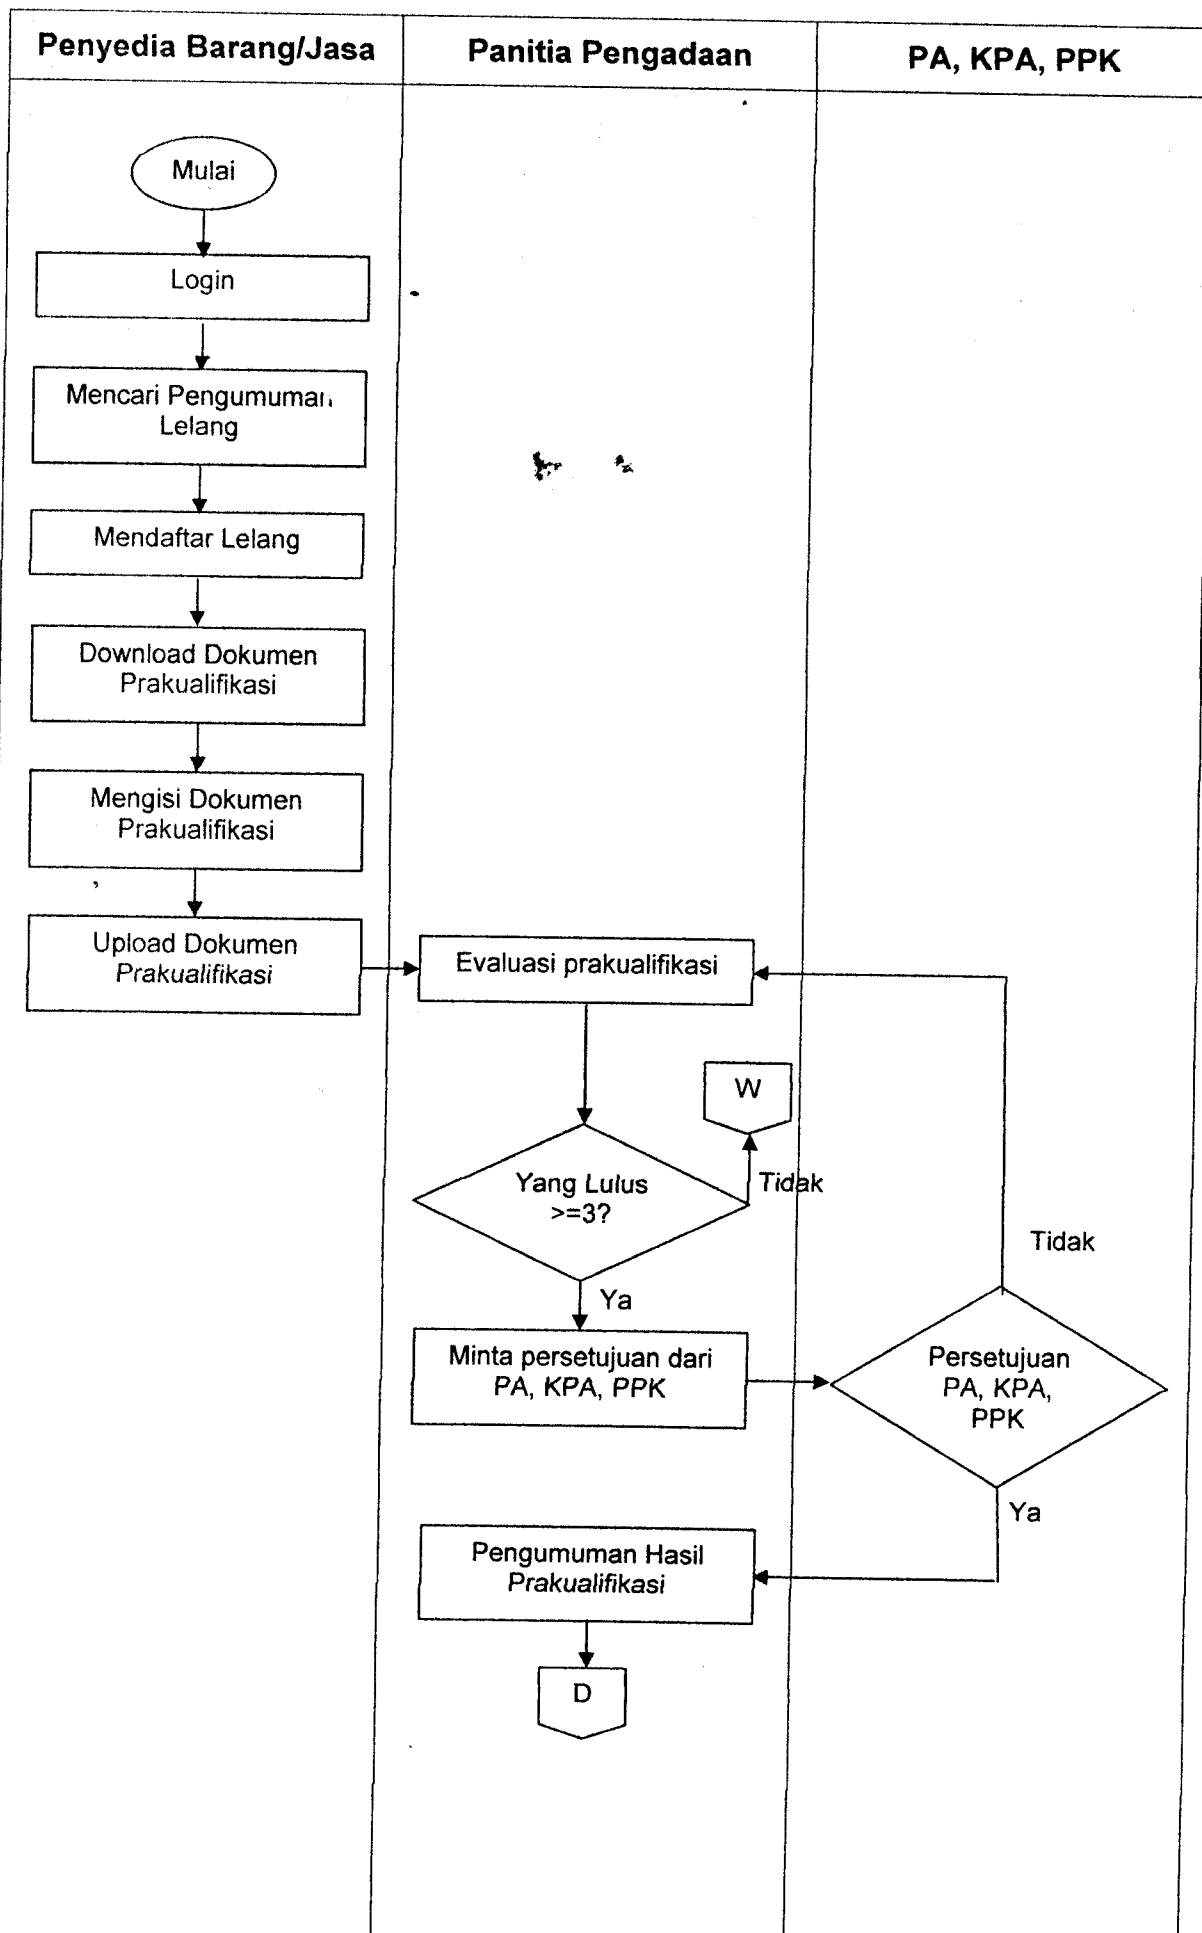 Penyedia Barang/Jasa
Panitia Pengadaan
PA, KPA, PPK
Mulai
Login
Mencari Pengumuman
Lelang
Mendaftar Lelang
Download Dokumen
Prakualifikasi
Mengisi Dokumen
Prakualifikasi
Upload Dokumen
Prakualifikasi
Evaluasi prakualifikasi
W
Yang Lulus
>=3?
Tidak
Ya
Minta persetujuan dari
PA, KPA, PPK
Tidak
Persetujuan
PA, KPA,
PPK
Ya
Pengumuman Hasil
Prakualifikasi
D